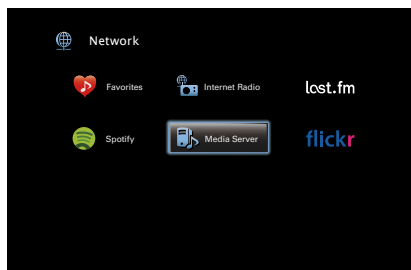 Network
Favorites
Internet Radio
last.fm
Spotify
Media Server
flickr